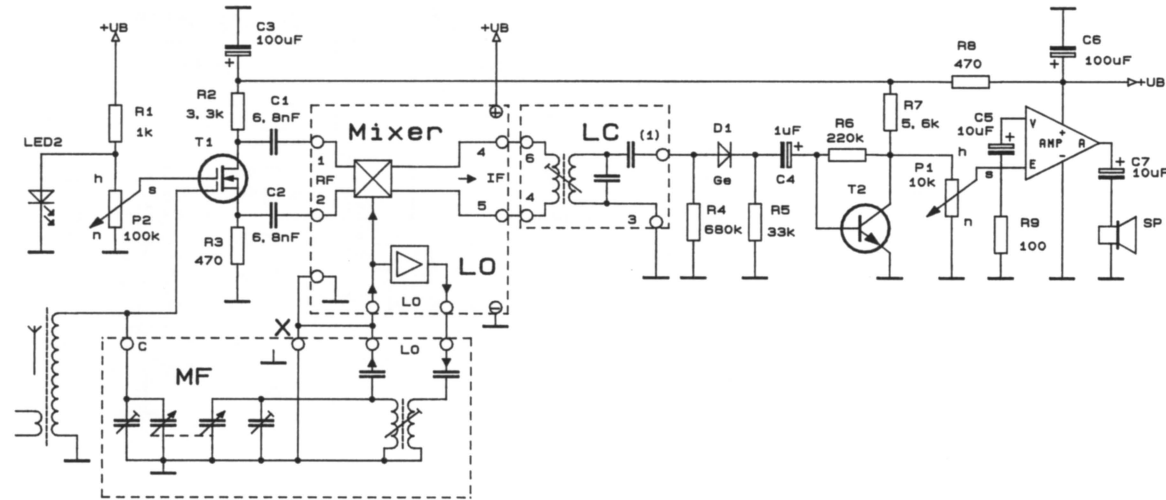 +UB
C3
100uF
+
+UB
C6
100uF
+
R8
470
+UB
R1
1k
R2
3,3k
C1
6,8nF
Mixer
LC
(1)
D1
Ge
1uF
+
C4
R6
220k
R7
5,6k
C5
10uF
+
V
+
AMP
-
E
A
C7
10uF
+
LED2
T1
h
s
P2
100k
n
1
RF
2
4
IF
5
6
4
3
C2
6,8nF
R3
470
R4
680k
R5
33k
T2
P1
10k
h
s
n
R9
100
SP
LO
LO
X
C
LO
MF